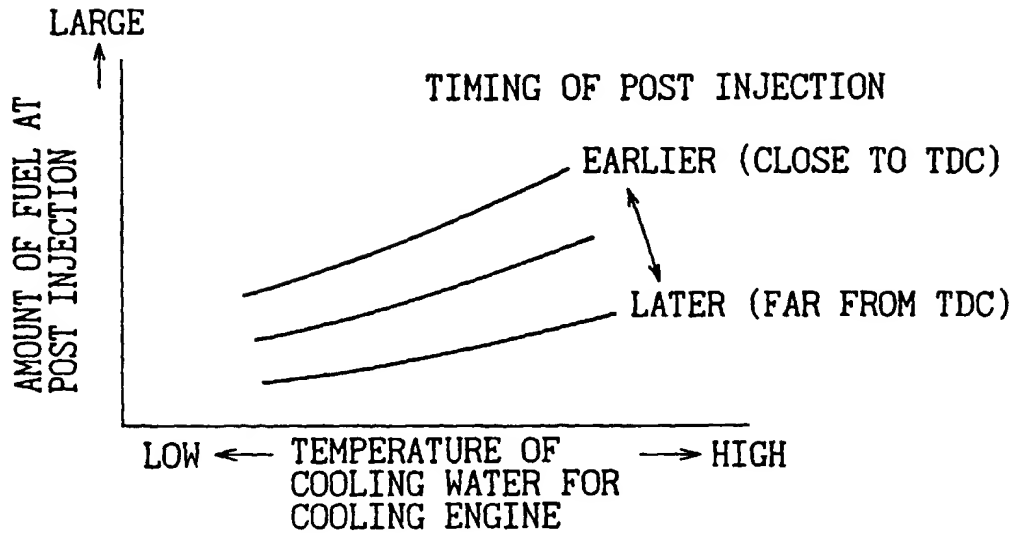 LARGE
AMOUNT OF FUEL AT
POST INJECTION
TIMING OF POST INJECTION
EARLIER (CLOSE TO TDC)
LATER (FAR FROM TDC)
LOW
TEMPERATURE OF
COOLING WATER FOR
COOLING ENGINE
HIGH